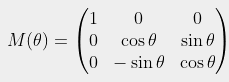 M(θ) = ( 1 0 0
0 cos θ sin θ
0 − sin θ cos θ )